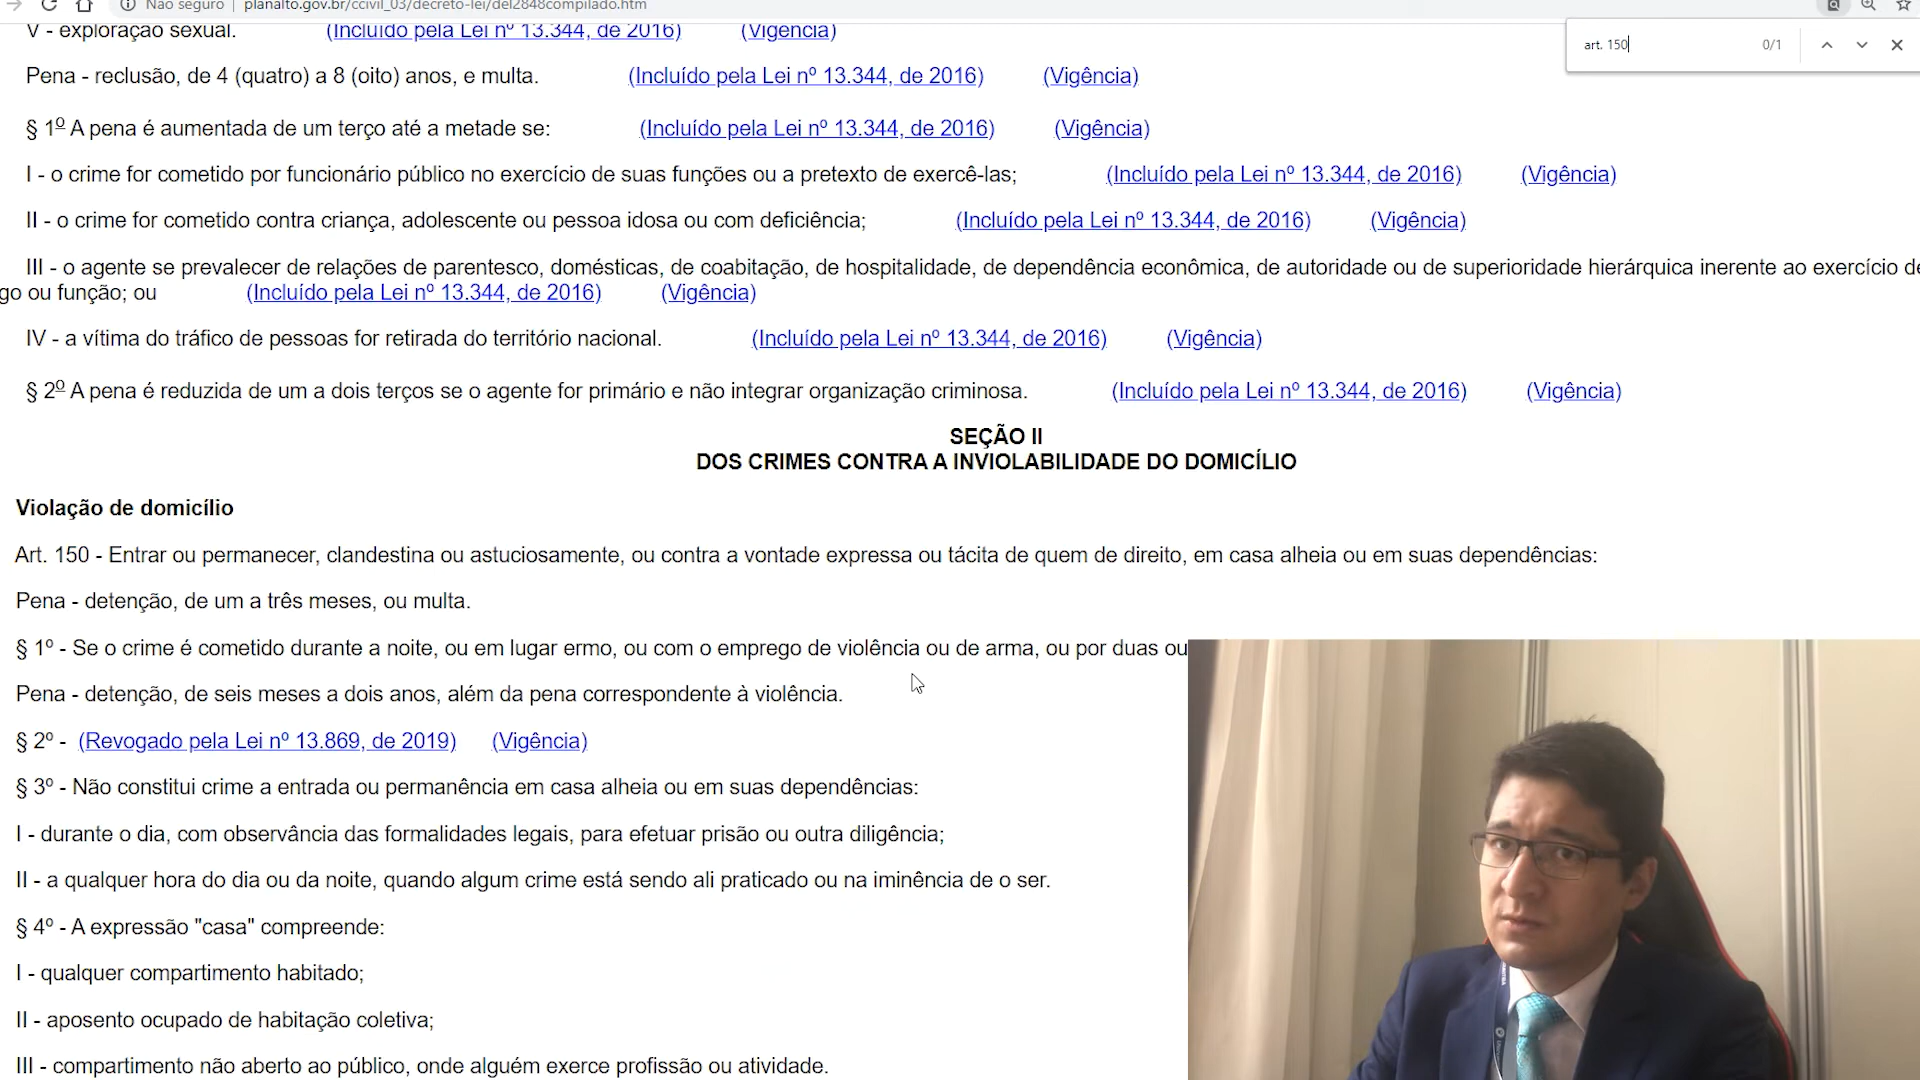 Não seguro | planalto.gov.br/ccivil_03/decreto-lei/del2848compilado.htm
art. 150 0/1
V - exploração sexual. (Incluído pela Lei nº 13.344, de 2016) (Vigência)
Pena - reclusão, de 4 (quatro) a 8 (oito) anos, e multa. (Incluído pela Lei nº 13.344, de 2016) (Vigência)
§ 1º A pena é aumentada de um terço até a metade se: (Incluído pela Lei nº 13.344, de 2016) (Vigência)
I - o crime for cometido por funcionário público no exercício de suas funções ou a pretexto de exercê-las; (Incluído pela Lei nº 13.344, de 2016) (Vigência)
II - o crime for cometido contra criança, adolescente ou pessoa idosa ou com deficiência; (Incluído pela Lei nº 13.344, de 2016) (Vigência)
III - o agente se prevalecer de relações de parentesco, domésticas, de coabitação, de hospitalidade, de dependência econômica, de autoridade ou de superioridade hierárquica inerente ao exercício de
go ou função; ou (Incluído pela Lei nº 13.344, de 2016) (Vigência)
IV - a vítima do tráfico de pessoas for retirada do território nacional. (Incluído pela Lei nº 13.344, de 2016) (Vigência)
§ 2º A pena é reduzida de um a dois terços se o agente for primário e não integrar organização criminosa. (Incluído pela Lei nº 13.344, de 2016) (Vigência)
SEÇÃO II
DOS CRIMES CONTRA A INVIOLABILIDADE DO DOMICÍLIO
Violação de domicílio
Art. 150 - Entrar ou permanecer, clandestina ou astuciosamente, ou contra a vontade expressa ou tácita de quem de direito, em casa alheia ou em suas dependências:
Pena - detenção, de um a três meses, ou multa.
§ 1º - Se o crime é cometido durante a noite, ou em lugar ermo, ou com o emprego de violência ou de arma, ou por duas ou
Pena - detenção, de seis meses a dois anos, além da pena correspondente à violência.
§ 2º - (Revogado pela Lei nº 13.869, de 2019) (Vigência)
§ 3º - Não constitui crime a entrada ou permanência em casa alheia ou em suas dependências:
I - durante o dia, com observância das formalidades legais, para efetuar prisão ou outra diligência;
II - a qualquer hora do dia ou da noite, quando algum crime está sendo ali praticado ou na iminência de o ser.
§ 4º - A expressão "casa" compreende:
I - qualquer compartimento habitado;
II - aposento ocupado de habitação coletiva;
III - compartimento não aberto ao público, onde alguém exerce profissão ou atividade.